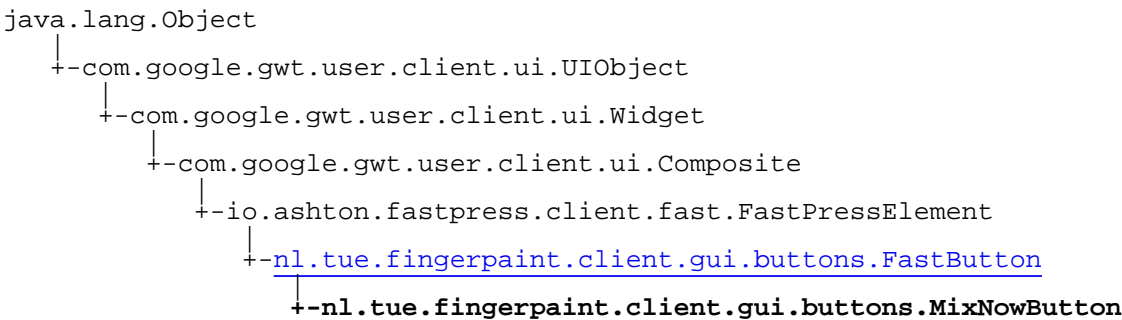 java.lang.Object
|
+-com.google.gwt.user.client.ui.UIObject
|
+-com.google.gwt.user.client.ui.Widget
|
+-com.google.gwt.user.client.ui.Composite
|
+-io.ashton.fastpress.client.fast.FastPressElement
|
+-nl.tue.fingerpaint.client.gui.buttons.FastButton
|
+-nl.tue.fingerpaint.client.gui.buttons.MixNowButton